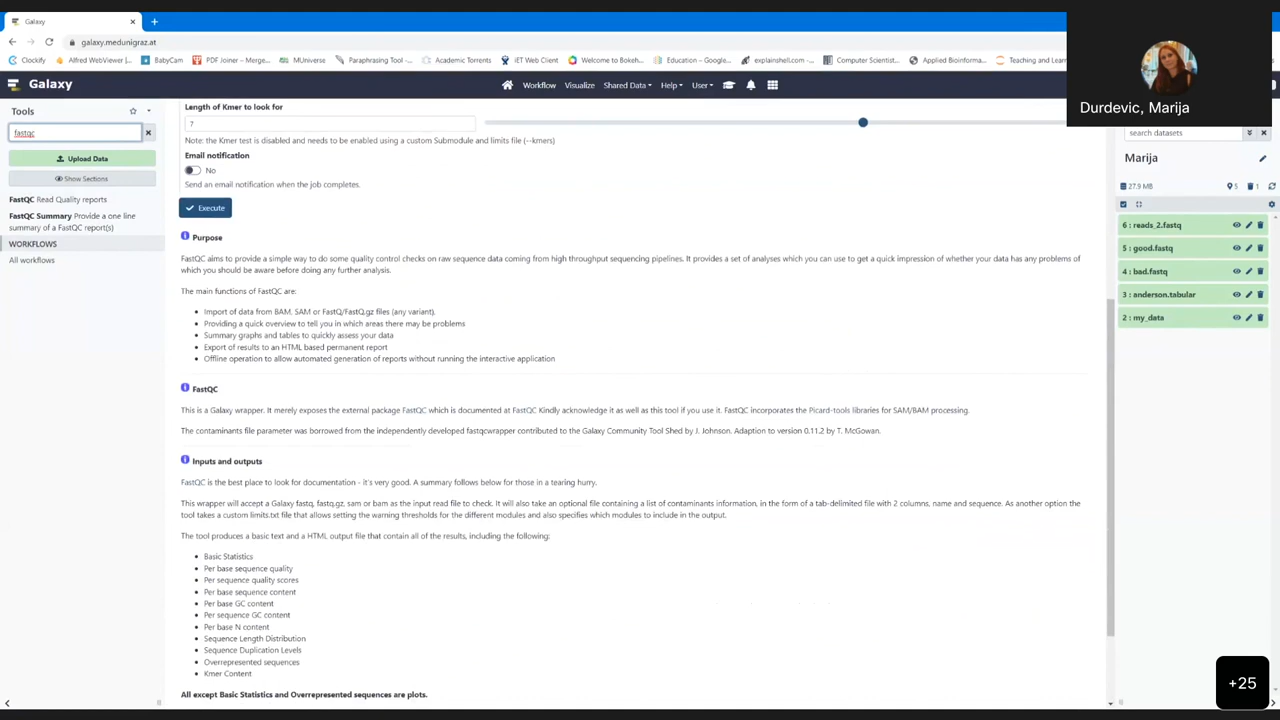 Galaxy
galaxy.medunigraz.at
Clockify
Alfred WebViewer |...
BabyCam
PDF Joiner – Merge...
MUniverse
Paraphrasing Tool -...
Academic Torrents
iET Web Client
Welcome to Bokeh...
Education – Google...
explainshell.com -...
Computer Scientist...
Applied Bioinforma...
Teaching and Learn
Durdevic, Marija
Galaxy
Workflow
Visualize
Shared Data
Help
User
Tools
fastqc
Upload Data
Show Sections
FastQC Read Quality reports
FastQC Summary Provide a one line
summary of a FastQC report(s)
WORKFLOWS
All workflows
Length of Kmer to look for
7
Note: the Kmer test is disabled and needs to be enabled using a custom Submodule and limits file (--kmers)
Email notification
No
Send an email notification when the job completes.
Execute
Purpose
FastQC aims to provide a simple way to do some quality control checks on raw sequence data coming from high throughput sequencing pipelines. It provides a set of analyses which you can use to get a quick impression of whether your data has any problems of
which you should be aware before doing any further analysis.
The main functions of FastQC are:
Import of data from BAM, SAM or FastQ/FastQ.gz files (any variant),
Providing a quick overview to tell you in which areas there may be problems
Summary graphs and tables to quickly assess your data
Export of results to an HTML based permanent report
Offline operation to allow automated generation of reports without running the interactive application
FastQC
This is a Galaxy wrapper. It merely exposes the external package FastQC which is documented at FastQC Kindly acknowledge it as well as this tool if you use it. FastQC incorporates the Picard-tools libraries for SAM/BAM processing.
The contaminants file parameter was borrowed from the independently developed fastqcwrapper contributed to the Galaxy Community Tool Shed by J. Johnson. Adaption to version 0.11.2 by T. McGowan.
Inputs and outputs
FastQC is the best place to look for documentation - it's very good. A summary follows below for those in a tearing hurry.
This wrapper will accept a Galaxy fastq, fastq.gz, sam or bam as the input read file to check. It will also take an optional file containing a list of contaminants information, in the form of a tab-delimited file with 2 columns, name and sequence. As another option the
tool takes a custom limits.txt file that allows setting the warning thresholds for the different modules and also specifies which modules to include in the output.
The tool produces a basic text and a HTML output file that contain all of the results, including the following:
Basic Statistics
Per base sequence quality
Per sequence quality scores
Per base sequence content
Per base GC content
Per sequence GC content
Per base N content
Sequence Length Distribution
Sequence Duplication Levels
Overrepresented sequences
Kmer Content
All except Basic Statistics and Overrepresented sequences are plots.
search datasets
Marija
27.9 MB
5
1
6 : reads_2.fastq
5 : good.fastq
4 : bad.fastq
3 : anderson.tabular
2 : my_data
+25